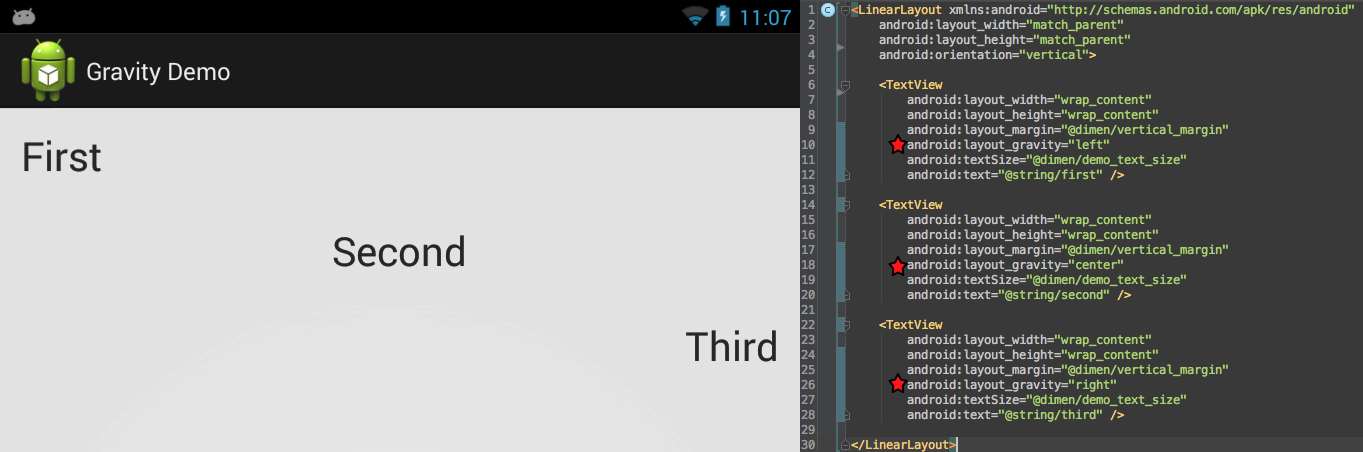 11:07
Gravity Demo
First
Second
Third
1 <LinearLayout xmlns:android="http://schemas.android.com/apk/res/android"
2 android:layout_width="match_parent"
3 android:layout_height="match_parent"
4 android:orientation="vertical">
5
6 <TextView
7 android:layout_width="wrap_content"
8 android:layout_height="wrap_content"
9 android:layout_margin="@dimen/vertical_margin"
10 android:layout_gravity="left"
11 android:textSize="@dimen/demo_text_size"
12 android:text="@string/first" />
13
14 <TextView
15 android:layout_width="wrap_content"
16 android:layout_height="wrap_content"
17 android:layout_margin="@dimen/vertical_margin"
18 android:layout_gravity="center"
19 android:textSize="@dimen/demo_text_size"
20 android:text="@string/second" />
21
22 <TextView
23 android:layout_width="wrap_content"
24 android:layout_height="wrap_content"
25 android:layout_margin="@dimen/vertical_margin"
26 android:layout_gravity="right"
27 android:textSize="@dimen/demo_text_size"
28 android:text="@string/third" />
29
30 </LinearLayout>